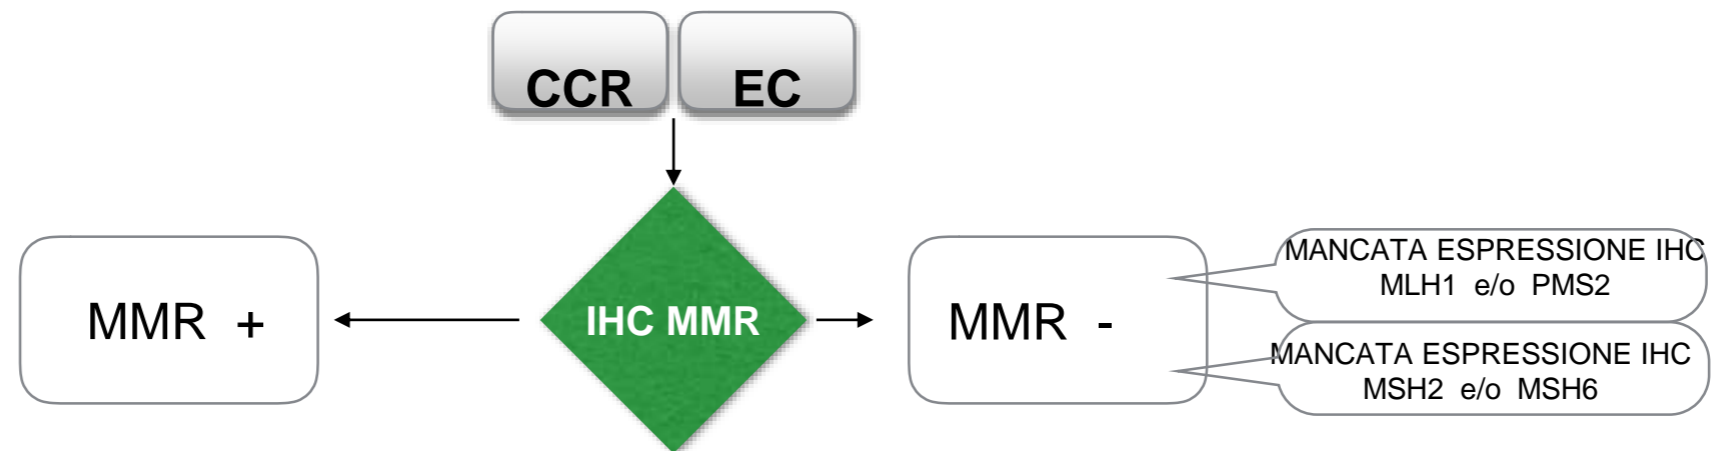 CCR
EC
MMR +
IHC MMR
MMR -
MANCATA ESPRESSIONE IHC
MLH1 e/o PMS2
MANCATA ESPRESSIONE IHC
MSH2 e/o MSH6